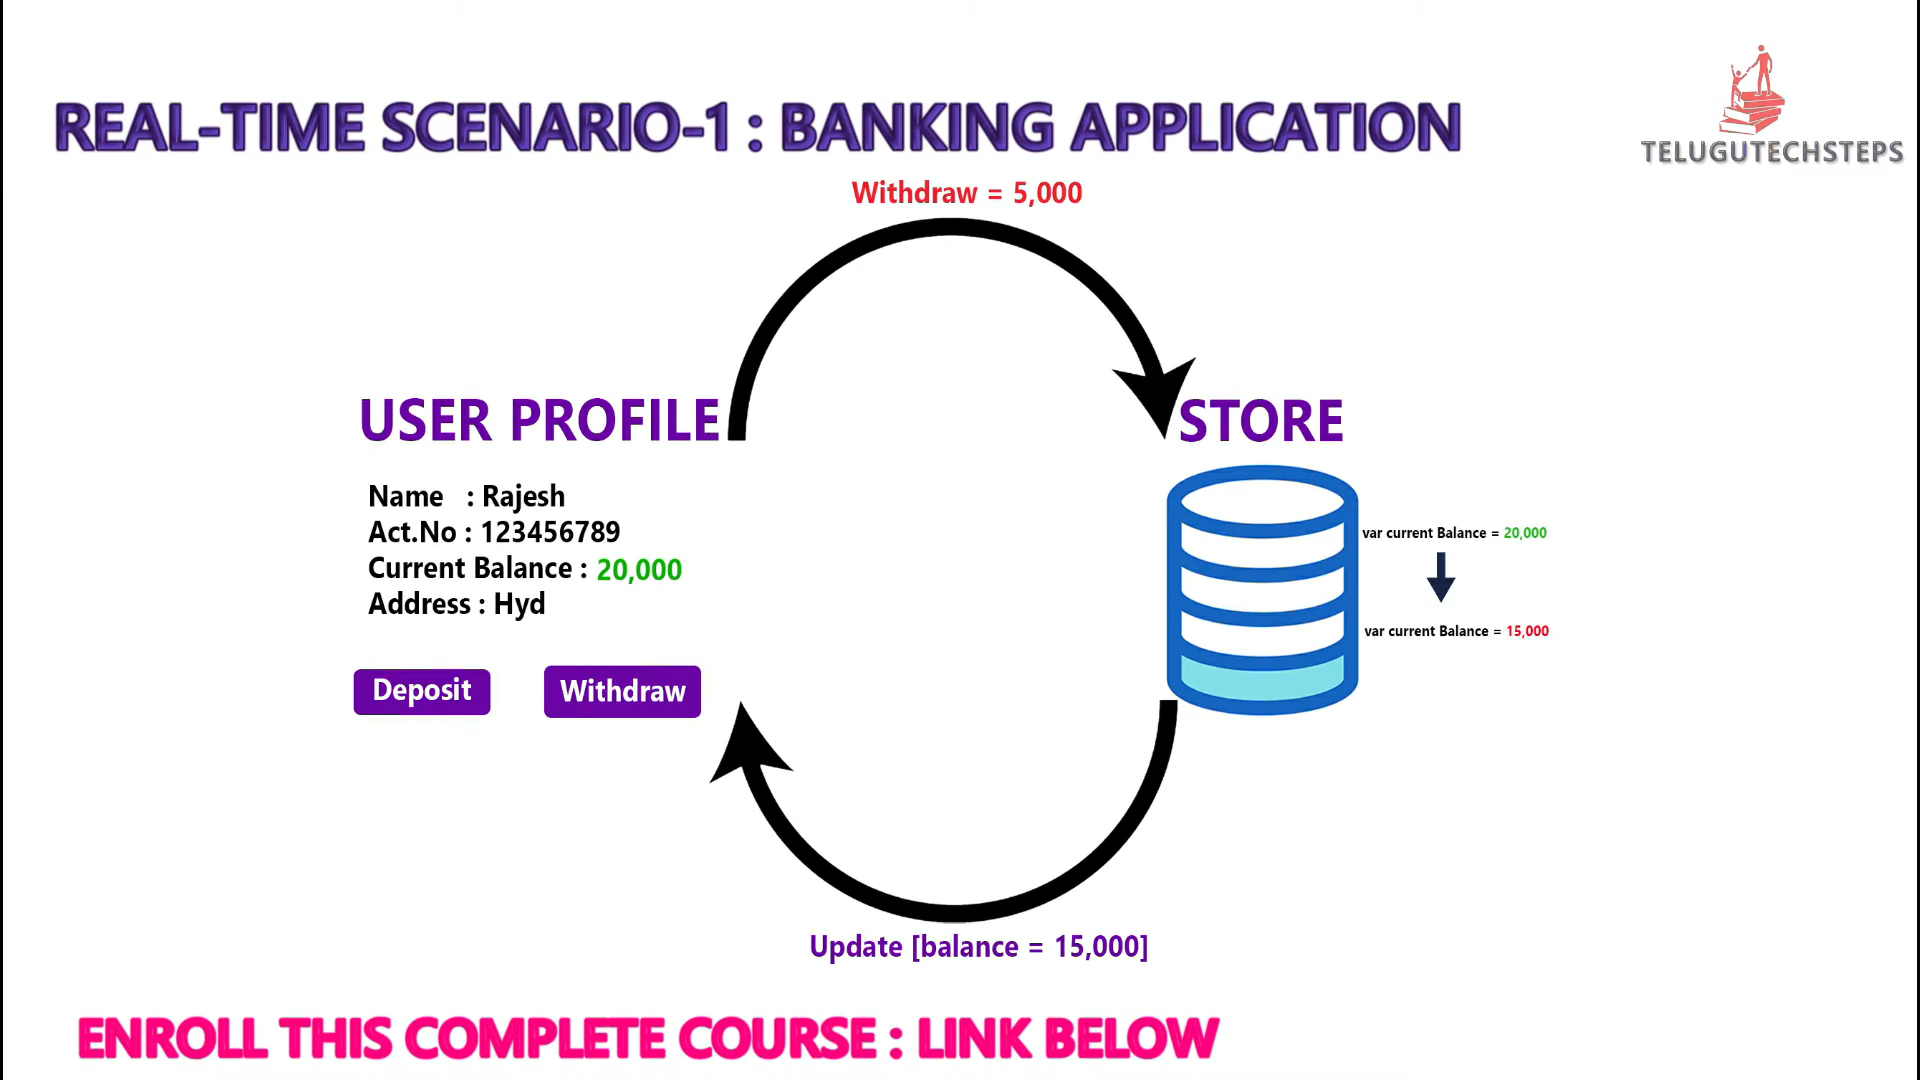 REAL-TIME SCENARIO-1 : BANKING APPLICATION
TELUGUTECHSTEPS
Withdraw = 5,000
USER PROFILE
STORE
Name : Rajesh
Act.No : 123456789
Current Balance : 20,000
Address : Hyd
var current Balance = 20,000
var current Balance = 15,000
Deposit
Withdraw
Update [balance = 15,000]
ENROLL THIS COMPLETE COURSE : LINK BELOW